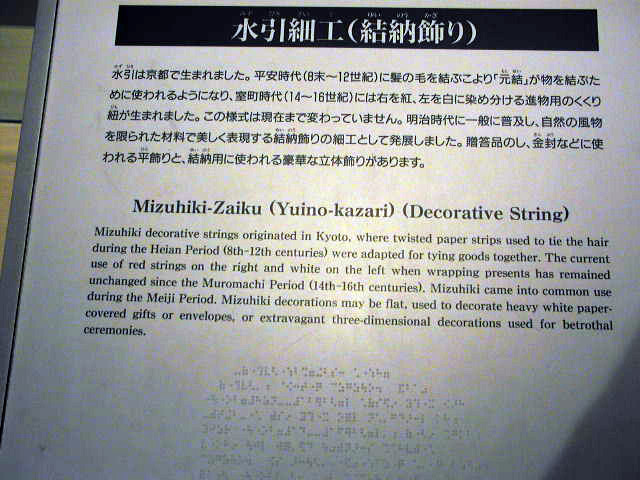 水引細工(結納飾り)
水引は京都で生まれました。平安時代(8末〜12世紀)に髪の毛を結ぶこより「元結」が物を結ぶた
めに使われるようになり、室町時代(14〜16世紀)には右を紅、左を白に染め分ける進物用のくくり
紐が生まれました。この様式は現在まで変わっていません。明治時代に一般に普及し、自然の風物
を限られた材料で美しく表現する結納飾りの細工として発展しました。贈答品のし、金封などに使
われる平飾りと、結納用に使われる豪華な立体飾りがあります。
Mizuhiki-Zaiku (Yuino-kazari) (Decorative String)
Mizuhiki decorative strings originated in Kyoto, where twisted paper strips used to tie the hair
during the Heian Period (8th-12th centuries) were adapted for tying goods together. The current
use of red strings on the right and white on the left when wrapping presents has remained
unchanged since the Muromachi Period (14th-16th centuries). Mizuhiki came into common use
during the Meiji Period. Mizuhiki decorations may be flat, used to decorate heavy white paper-
covered gifts or envelopes, or extravagant three-dimensional decorations used for betrothal
ceremonies.